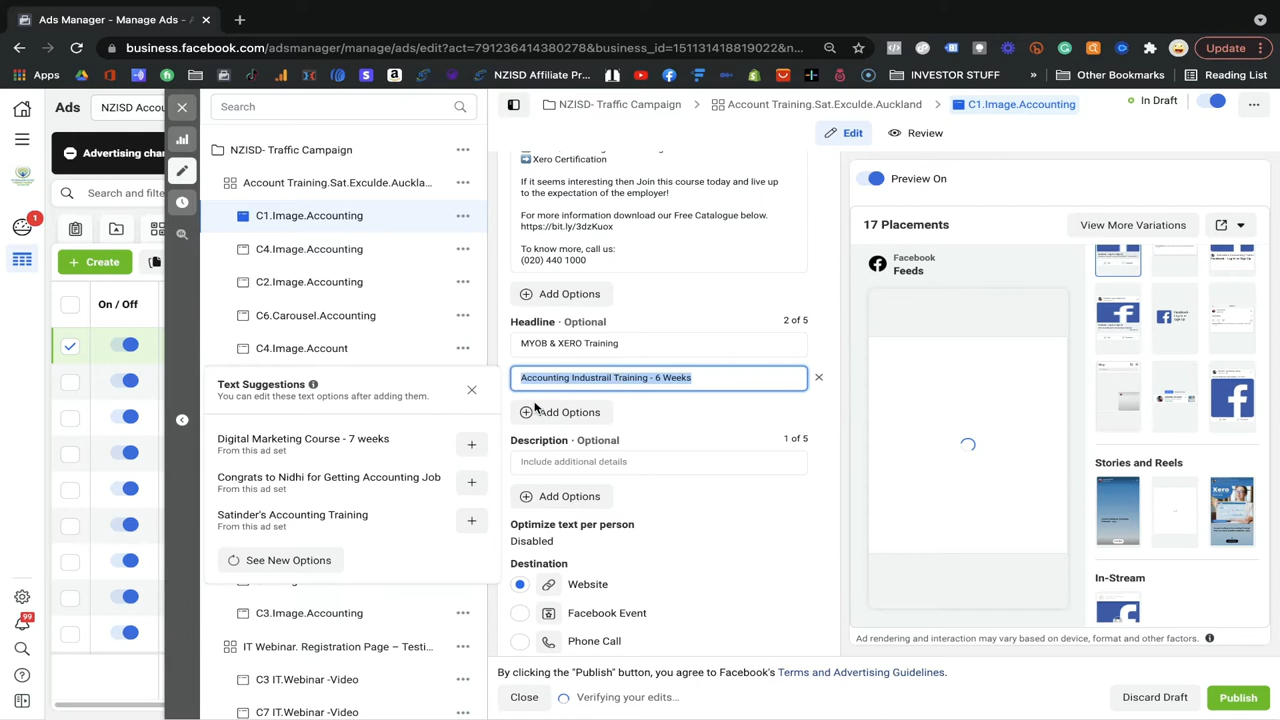 Ads Manager - Manage Ads - A
business.facebook.com/adsmanager/manage/ads/edit?act=791236414380278&business_id=151131418819022&n...
Update
Apps
NZISD Affiliate Pr...
INVESTOR STUFF
Other Bookmarks
Reading List
Ads
NZISD Accou
Advertising chan
Search and filte
Create
On / Off
1
99
Search
NZISD- Traffic Campaign
Account Training.Sat.Exculde.Auckla...
C1.Image.Accounting
C4.Image.Accounting
C2.Image.Accounting
C6.Carousel.Accounting
C4.Image.Account
Text Suggestions
You can edit these text options after adding them.
Digital Marketing Course - 7 weeks
From this ad set
Congrats to Nidhi for Getting Accounting Job
From this ad set
Satinder's Accounting Training
From this ad set
See New Options
C3.Image.Accounting
IT Webinar. Registration Page – Testi...
C3 IT.Webinar -Video
C7 IT.Webinar -Video
NZISD- Traffic Campaign
Account Training.Sat.Exculde.Auckland
C1.Image.Accounting
In Draft
Edit
Review
Xero Certification
If it seems interesting then Join this course today and live up
to the expectation of the employer!
For more information download our Free Catalogue below.
https://bit.ly/3dzKuox
To know more, call us:
(020) 440 1000
Add Options
Headline · Optional
2 of 5
MYOB & XERO Training
Accounting Industrail Training - 6 Weeks
Add Options
Description · Optional
1 of 5
Include additional details
Add Options
Optimize text per person
Disabled
Destination
Website
Facebook Event
Phone Call
By clicking the "Publish" button, you agree to Facebook's Terms and Advertising Guidelines.
Close
Verifying your edits...
Discard Draft
Publish
Preview On
17 Placements
View More Variations
Facebook
Feeds
Stories and Reels
Xero
In-Stream
Ad rendering and interaction may vary based on device, format and other factors.